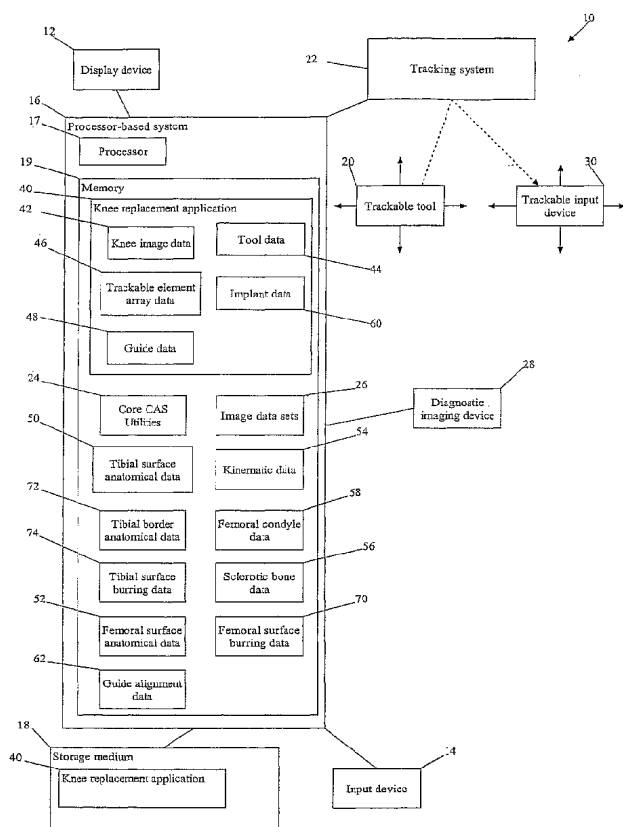 10
12
Display device
22
Tracking system
16
Processor-based system
17
Processor
19
Memory
20
Trackable tool
30
Trackable input
device
40
Knee replacement application
42
Knee image data
Tool data
44
46
Trackable element
array data
Implant data
60
48
Guide data
24
Core CAS
Utilities
26
Image data sets
28
Diagnostic
imaging device
50
Tibial surface
anatomical data
54
Kinematic data
72
Tibial border
anatomical data
58
Femoral condyle
data
74
Tibial surface
burring data
56
Sclerotic bone
data
52
Femoral surface
anatomical data
70
Femoral surface
burring data
62
Guide alignment
data
18
Storage medium
40
Knee replacement application
14
Input device